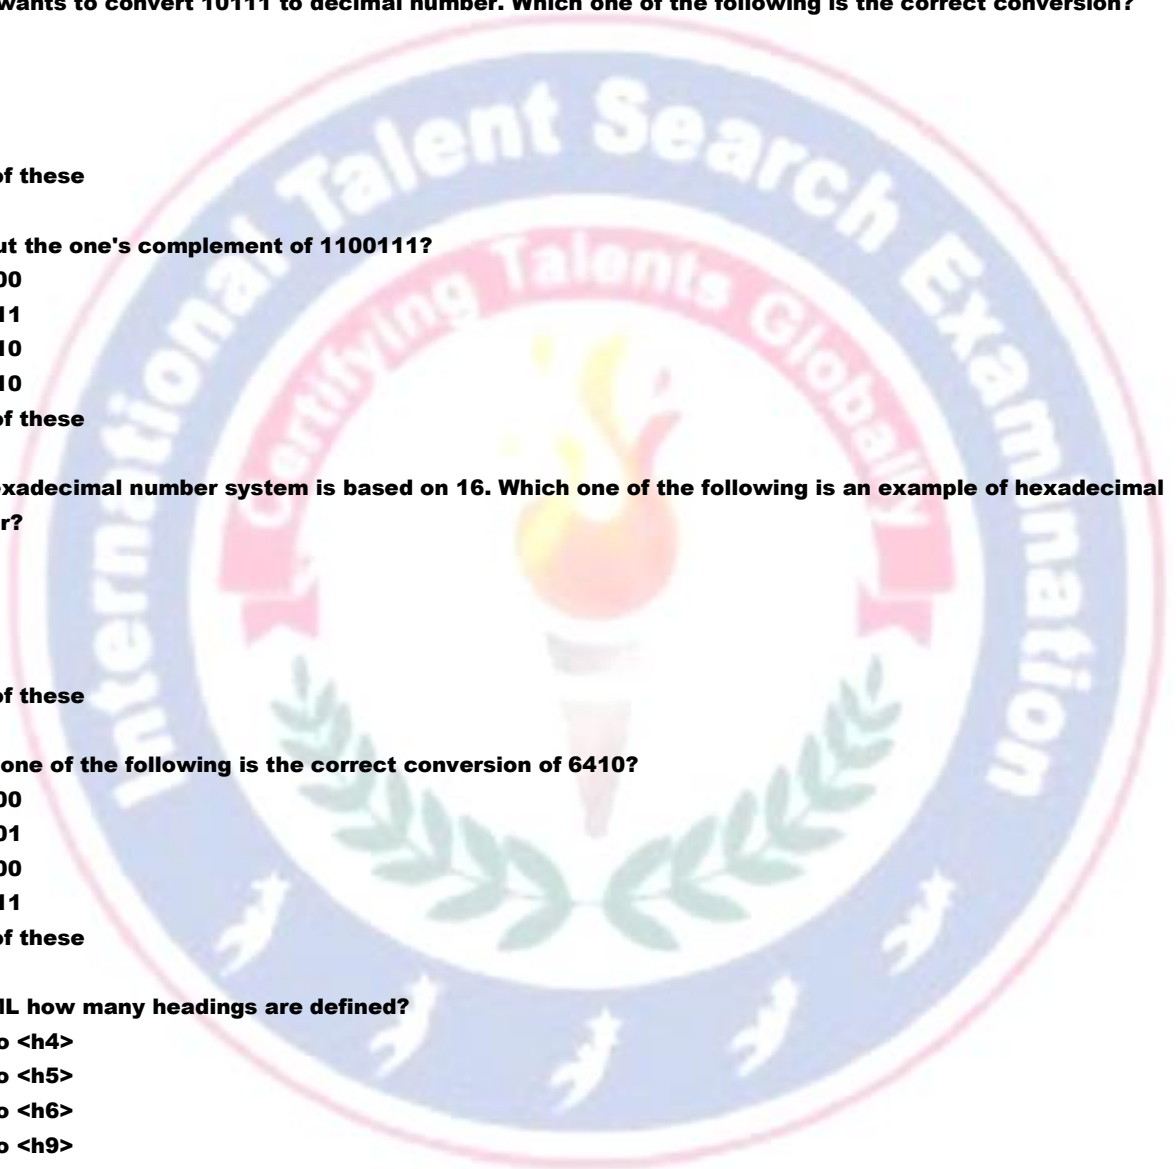 wants to convert 10111 to decimal number. Which one of the following is the correct conversion?
of these
ut the one's complement of 1100111?
00
11
10
10
of these
exadecimal number system is based on 16. Which one of the following is an example of hexadecimal
r?
of these
one of the following is the correct conversion of 6410?
00
01
00
11
of these
ML how many headings are defined?
o <h4>
o <h5>
o <h6>
o <h9>
International Talent Search Examination
Certifying Talents Globally